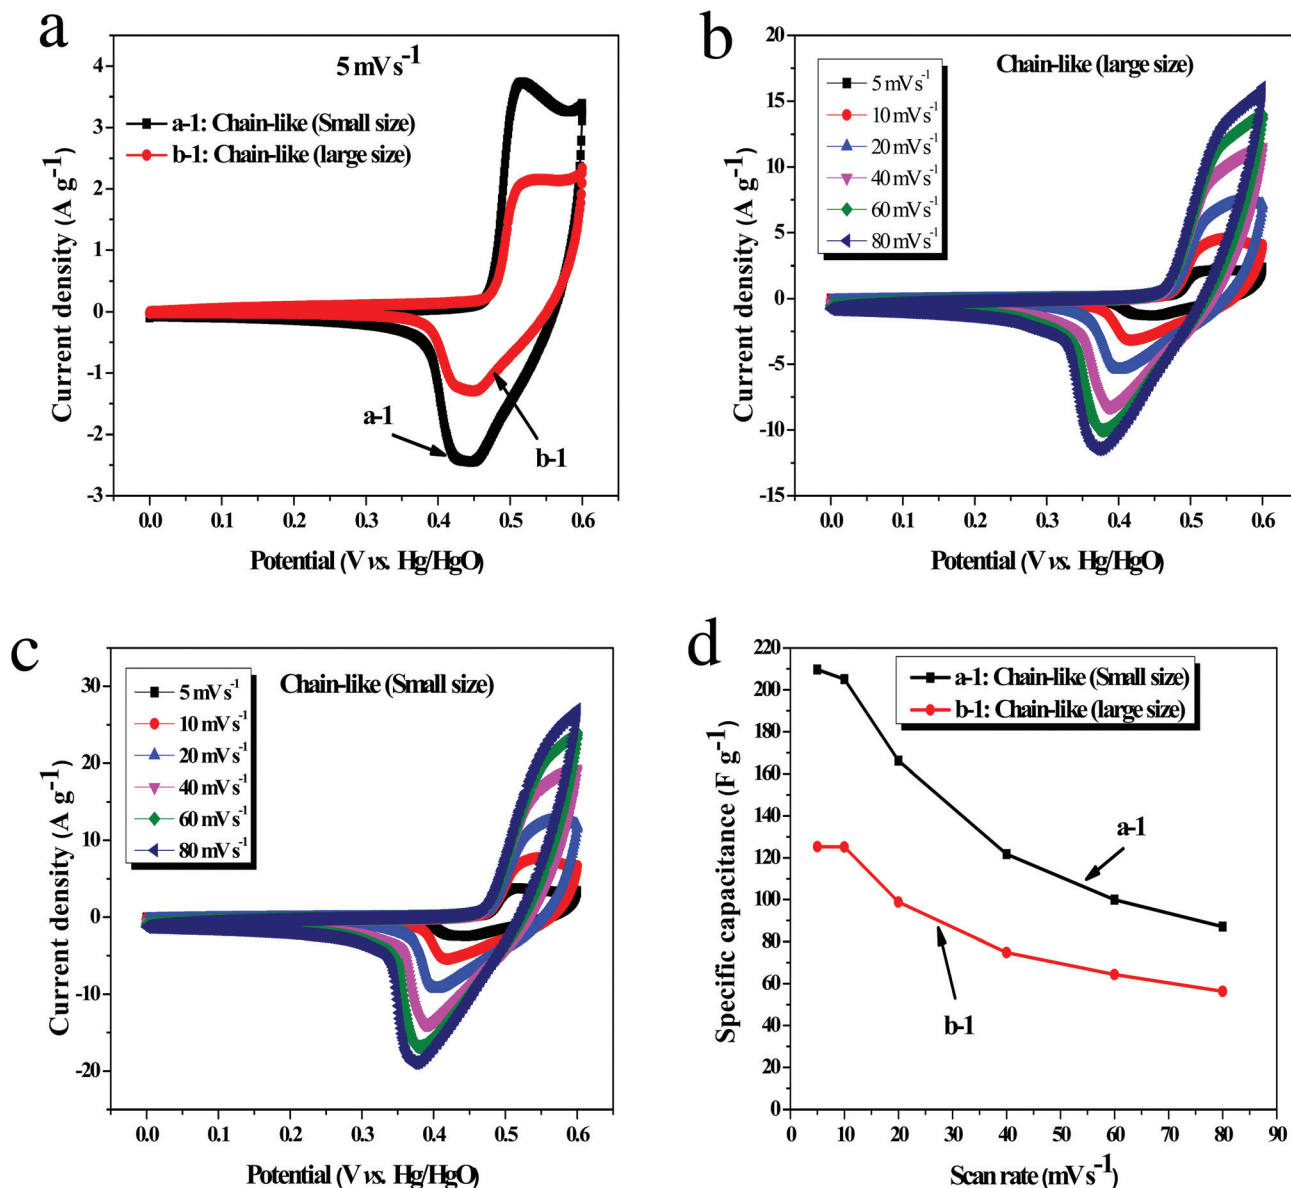 a
5 mVs-1
a-1: Chain-like (Small size)
b-1: Chain-like (large size)
4
3
2
1
0
-1
-2
-3
Current density (A g-1)
a-1
b-1
0.0 0.1 0.2 0.3 0.4 0.5 0.6
Potential (V vs. Hg/HgO)
b
Chain-like (large size)
5 mVs-1
10 mVs-1
20 mVs-1
40 mVs-1
60 mVs-1
80 mVs-1
20
15
10
5
0
-5
-10
-15
Current density (A g-1)
0.0 0.1 0.2 0.3 0.4 0.5 0.6
Potential (V vs. Hg/HgO)
c
Chain-like (Small size)
5 mVs-1
10 mVs-1
20 mVs-1
40 mVs-1
60 mVs-1
80 mVs-1
30
20
10
0
-10
-20
Current density (A g-1)
0.0 0.1 0.2 0.3 0.4 0.5 0.6
Potential (V vs. Hg/HgO)
d
a-1: Chain-like (Small size)
b-1: Chain-like (large size)
220
210
200
180
160
140
120
100
80
60
40
20
0
Specific capacitance (F g-1)
a-1
b-1
0 10 20 30 40 50 60 70 80 90
Scan rate (mVs-1)